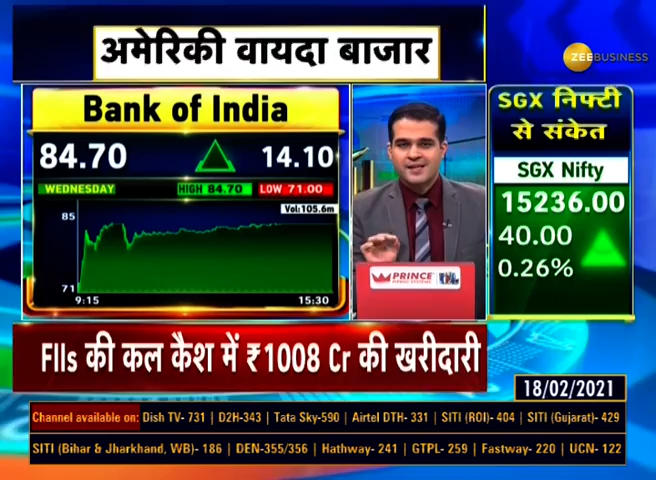 अमेरिकी वायदा बाजार
ZEEBUSINESS
Bank of India
84.70
14.10
WEDNESDAY
HIGH 84.70
LOW 71.00
Vol:105.6m
85
71
9:15
15:30
PRINCE
PIPING SYSTEMS
SGX निफ्टी
से संकेत
SGX Nifty
15236.00
40.00
0.26%
FIIs की कल कैश में ₹1008 Cr की खरीदारी
18/02/2021
Channel available on: Dish TV- 731 | D2H-343 | Tata Sky-590 | Airtel DTH- 331 | SITI (ROI)- 404 | SITI (Gujarat)- 429
SITI (Bihar & Jharkhand, WB)- 186 | DEN-355/356 | Hathway- 241 | GTPL- 259 | Fastway- 220 | UCN- 122